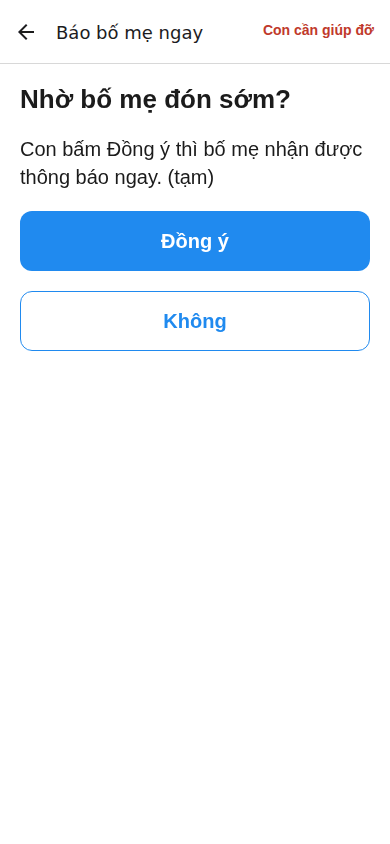 Báo bố mẹ ngay
Con cần giúp đỡ
Nhờ bố mẹ đón sớm?
Con bấm Đồng ý thì bố mẹ nhận được
thông báo ngay. (tạm)
Đồng ý
Không